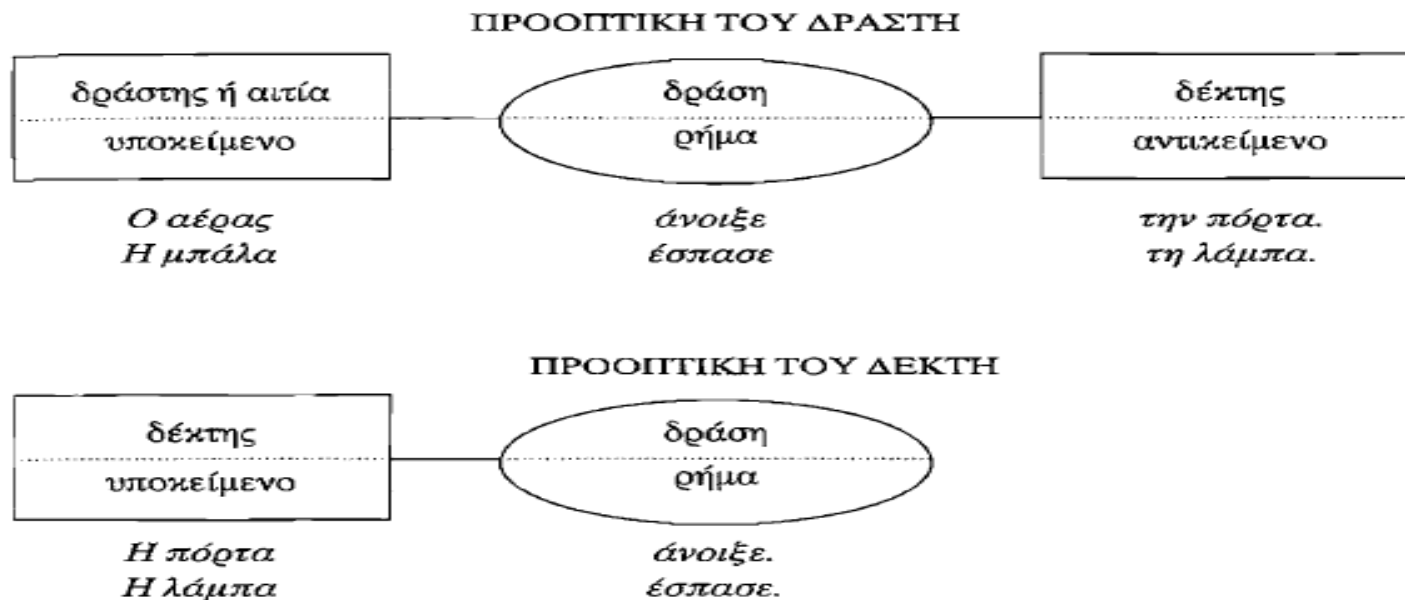 ΠΡΟΟΠΤΙΚΗ ΤΟΥ ΔΡΑΣΤΗ
δράστης ή αιτία δράση δέκτης
υποκείμενο ρήμα αντικείμενο
Ο αέρας άνοιξε την πόρτα.
Η μπάλα έσπασε τη λάμπα.
ΠΡΟΟΠΤΙΚΗ ΤΟΥ ΔΕΚΤΗ
δέκτης δράση
υποκείμενο ρήμα
Η πόρτα άνοιξε.
Η λάμπα έσπασε.